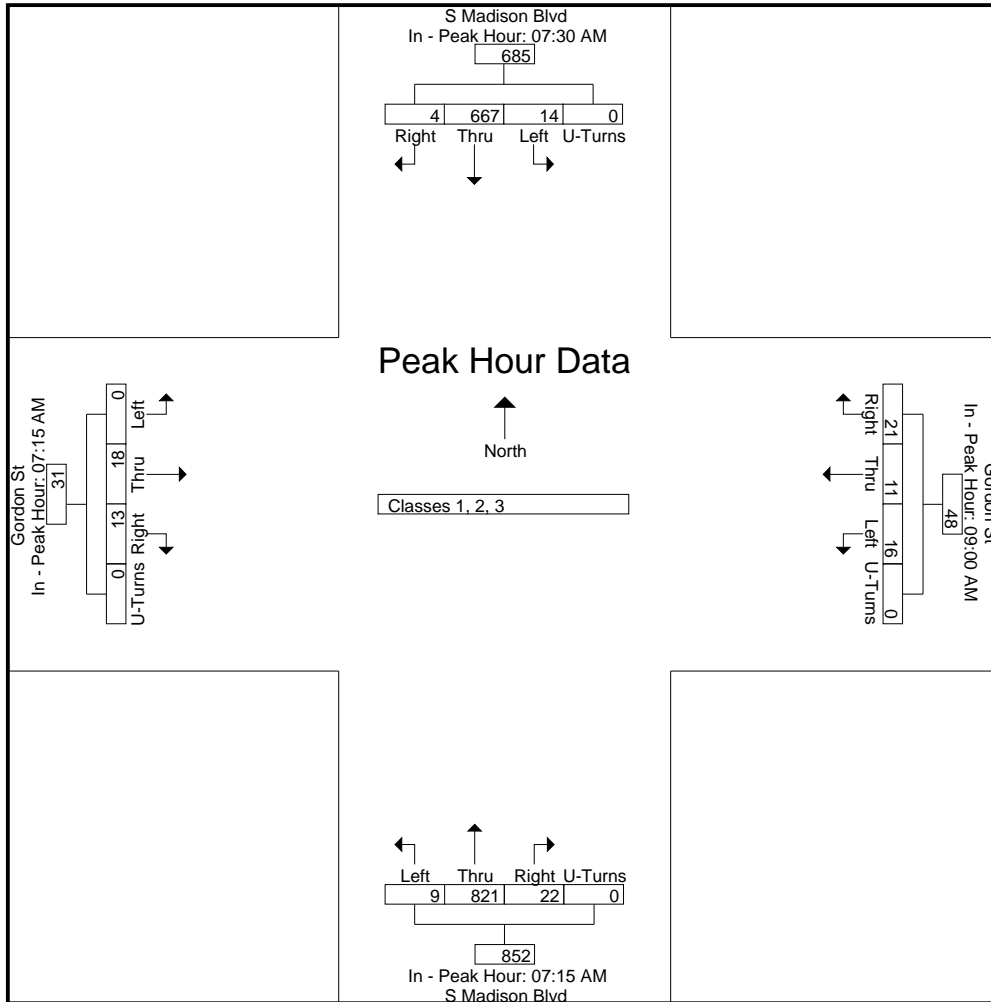 S Madison Blvd
In - Peak Hour: 07:30 AM
685
4 667 14 0
Right Thru Left U-Turns
Peak Hour Data
North
Classes 1, 2, 3
Gordon St
In - Peak Hour: 07:15 AM
31
0 18 13 0
Left Thru Right U-Turns
Gordon St
In - Peak Hour: 09:00 AM
48
21 11 16 0
Right Thru Left U-Turns
Left Thru Right U-Turns
9 821 22 0
852
In - Peak Hour: 07:15 AM
S Madison Blvd